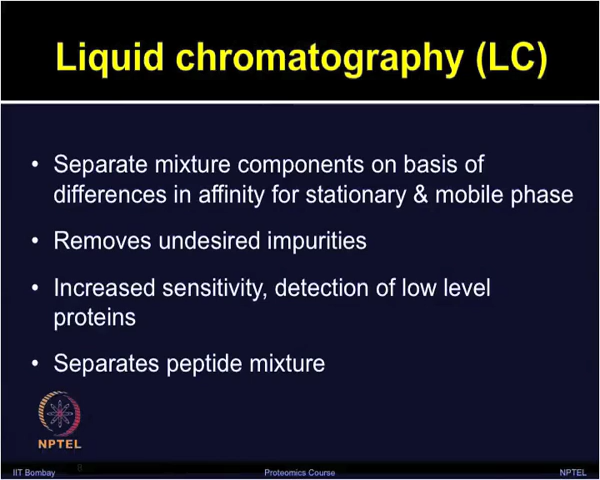 Liquid chromatography (LC)
• Separate mixture components on basis of
differences in affinity for stationary & mobile phase
• Removes undesired impurities
• Increased sensitivity, detection of low level
proteins
• Separates peptide mixture
NPTEL
IIT Bombay
Proteomics Course
NPTEL